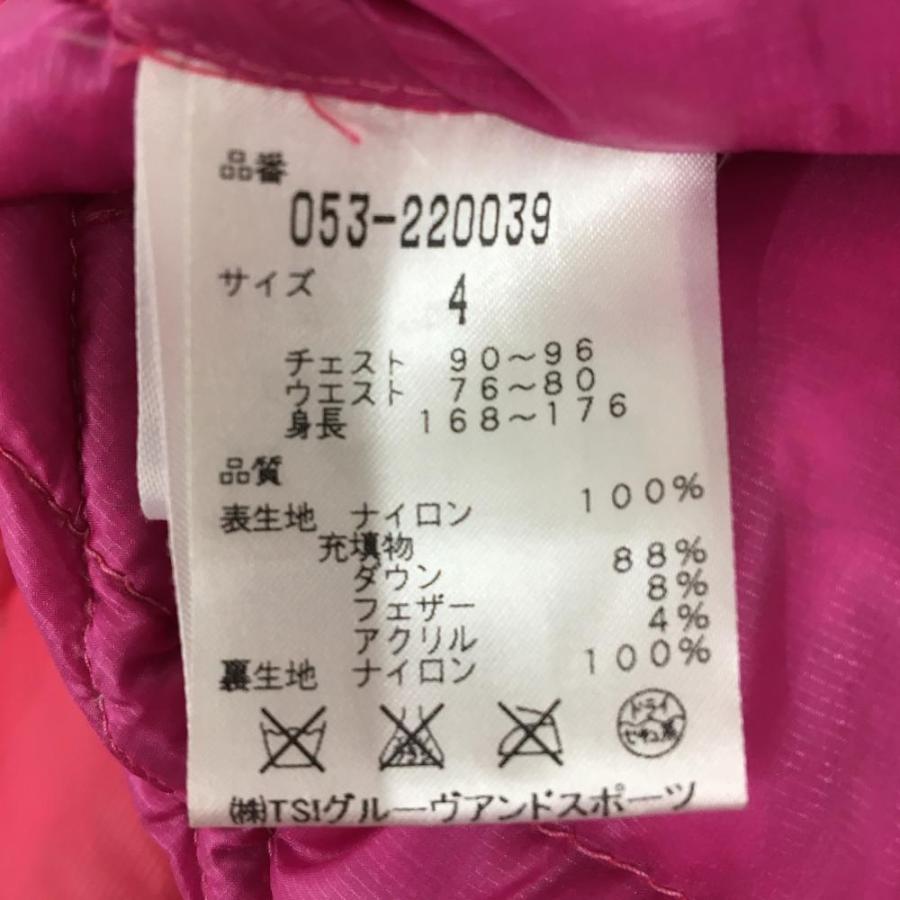 品番
053-220039
サイズ 4
チェスト 90~96
ウエスト 76~80
身長 168~176
品質
表生地 ナイロン 100%
充填物
ダウン 88%
フェザー 8%
アクリル 4%
裏生地 ナイロン 100%
ドライ
セキユ系
㈱TSIグルーヴアンドスポーツ